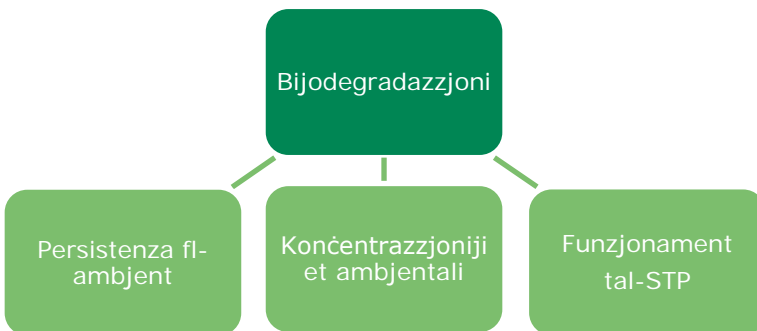 Bijodegradazzjoni
Persistenza fl-
ambjent
Konċentrazzjoniji
et ambjentali
Funzjonament
tal-STP